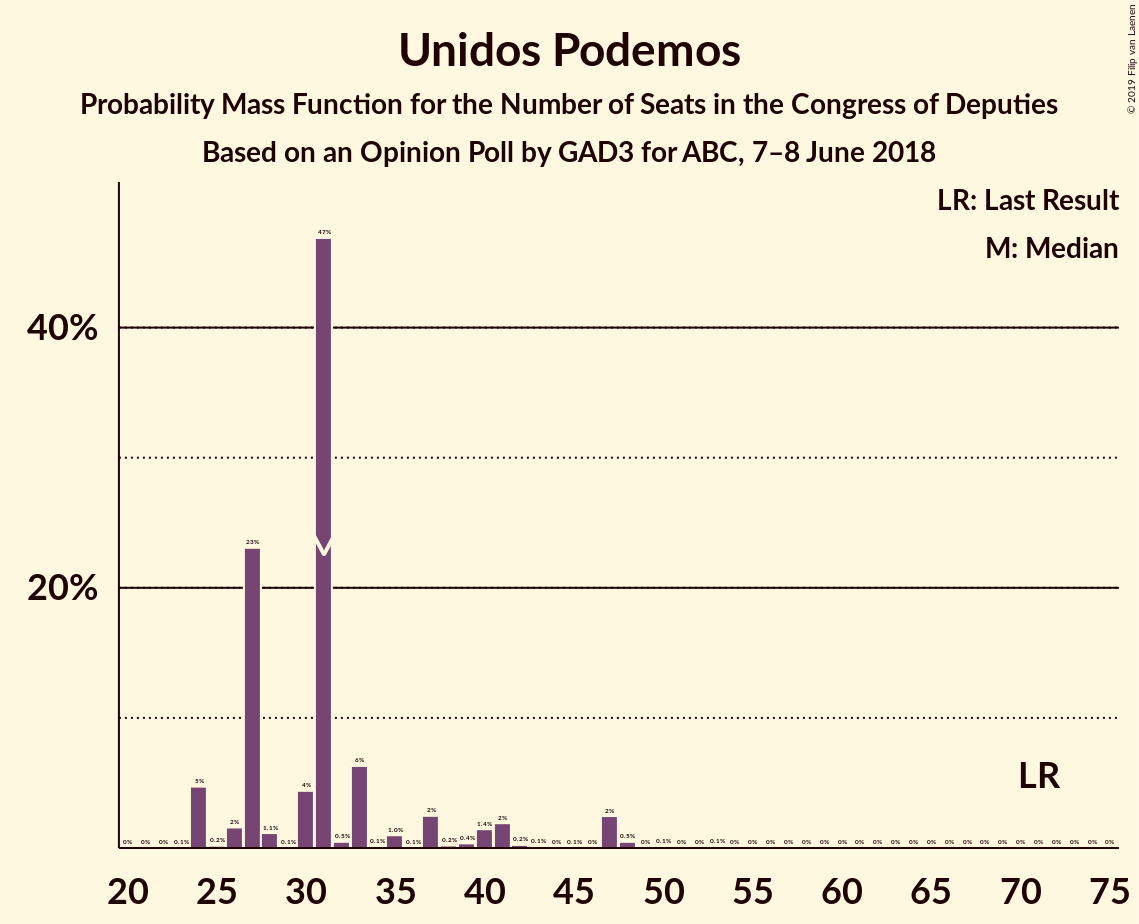 Unidos Podemos
Probability Mass Function for the Number of Seats in the Congress of Deputies
Based on an Opinion Poll by GAD3 for ABC, 7–8 June 2018
© 2019 Filip van Laenen
LR: Last Result
M: Median
40%
20%
0% 0% 0% 0.1% 5% 0.2% 2% 23% 1.1% 0.1% 4% 47% 0.5% 6% 0.1% 1.0% 0.1% 2% 0.2% 0.4% 1.4% 2% 0.2% 0.1% 0% 0.1% 0% 2% 0.5% 0% 0.1% 0% 0% 0.1% 0% 0% 0% 0% 0% 0% 0% 0% 0% 0% 0% 0% 0% 0% 0% 0% 0% 0% 0% 0% 0% 0%
LR
20 25 30 35 40 45 50 55 60 65 70 75